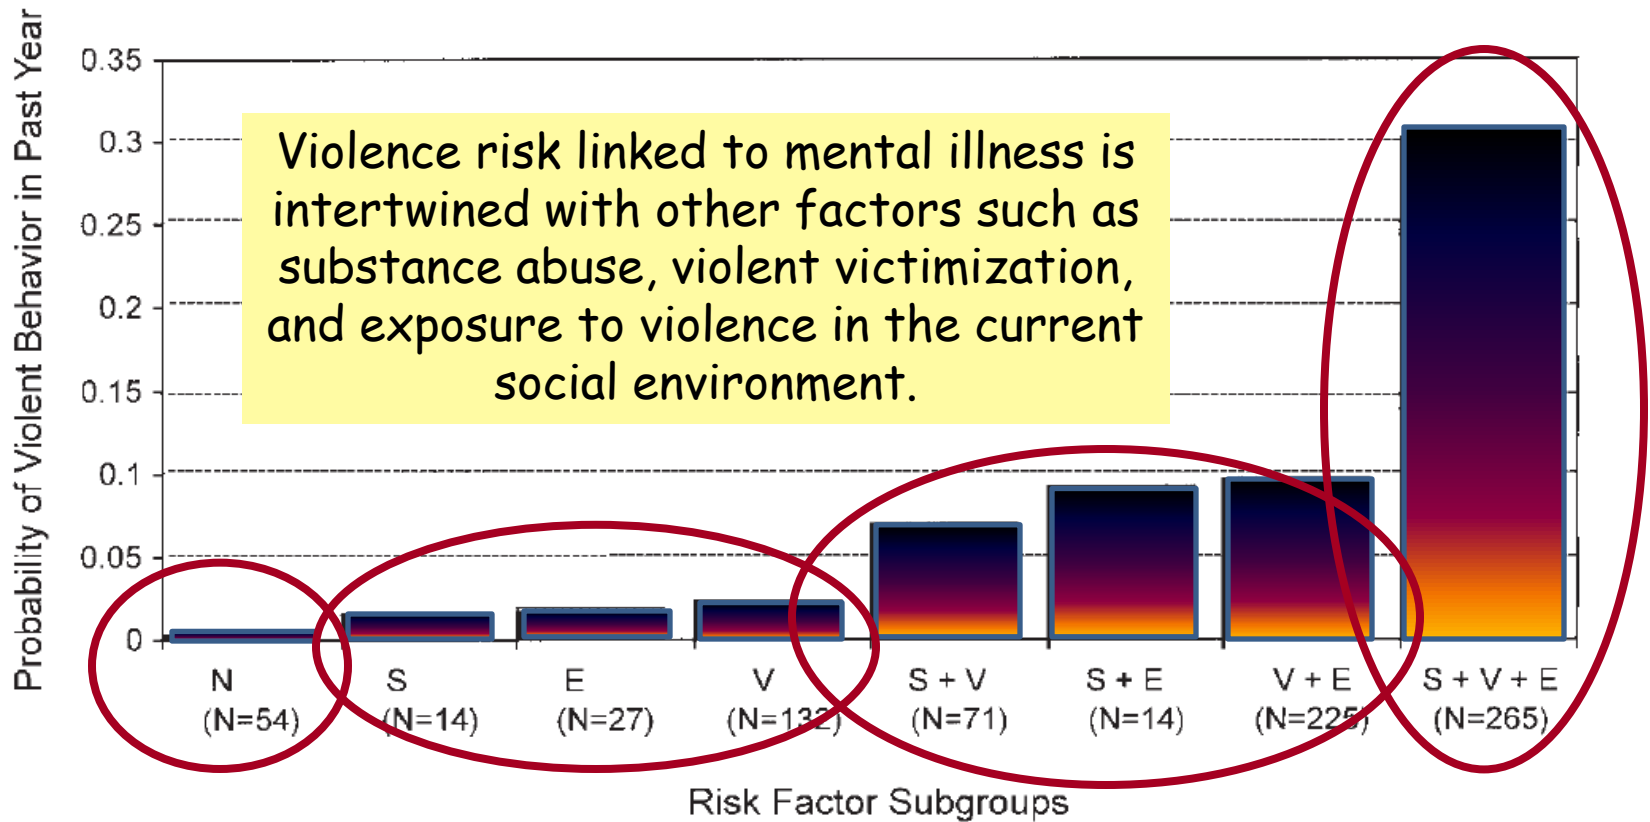 Probability of Violent Behavior in Past Year
0.35
0.3
0.25
0.2
0.15
0.1
0.05
0
Violence risk linked to mental illness is
intertwined with other factors such as
substance abuse, violent victimization,
and exposure to violence in the current
social environment.
N S E V S + V S + E V + E S + V + E
(N=54) (N=14) (N=27) (N=132) (N=71) (N=14) (N=225) (N=265)
Risk Factor Subgroups